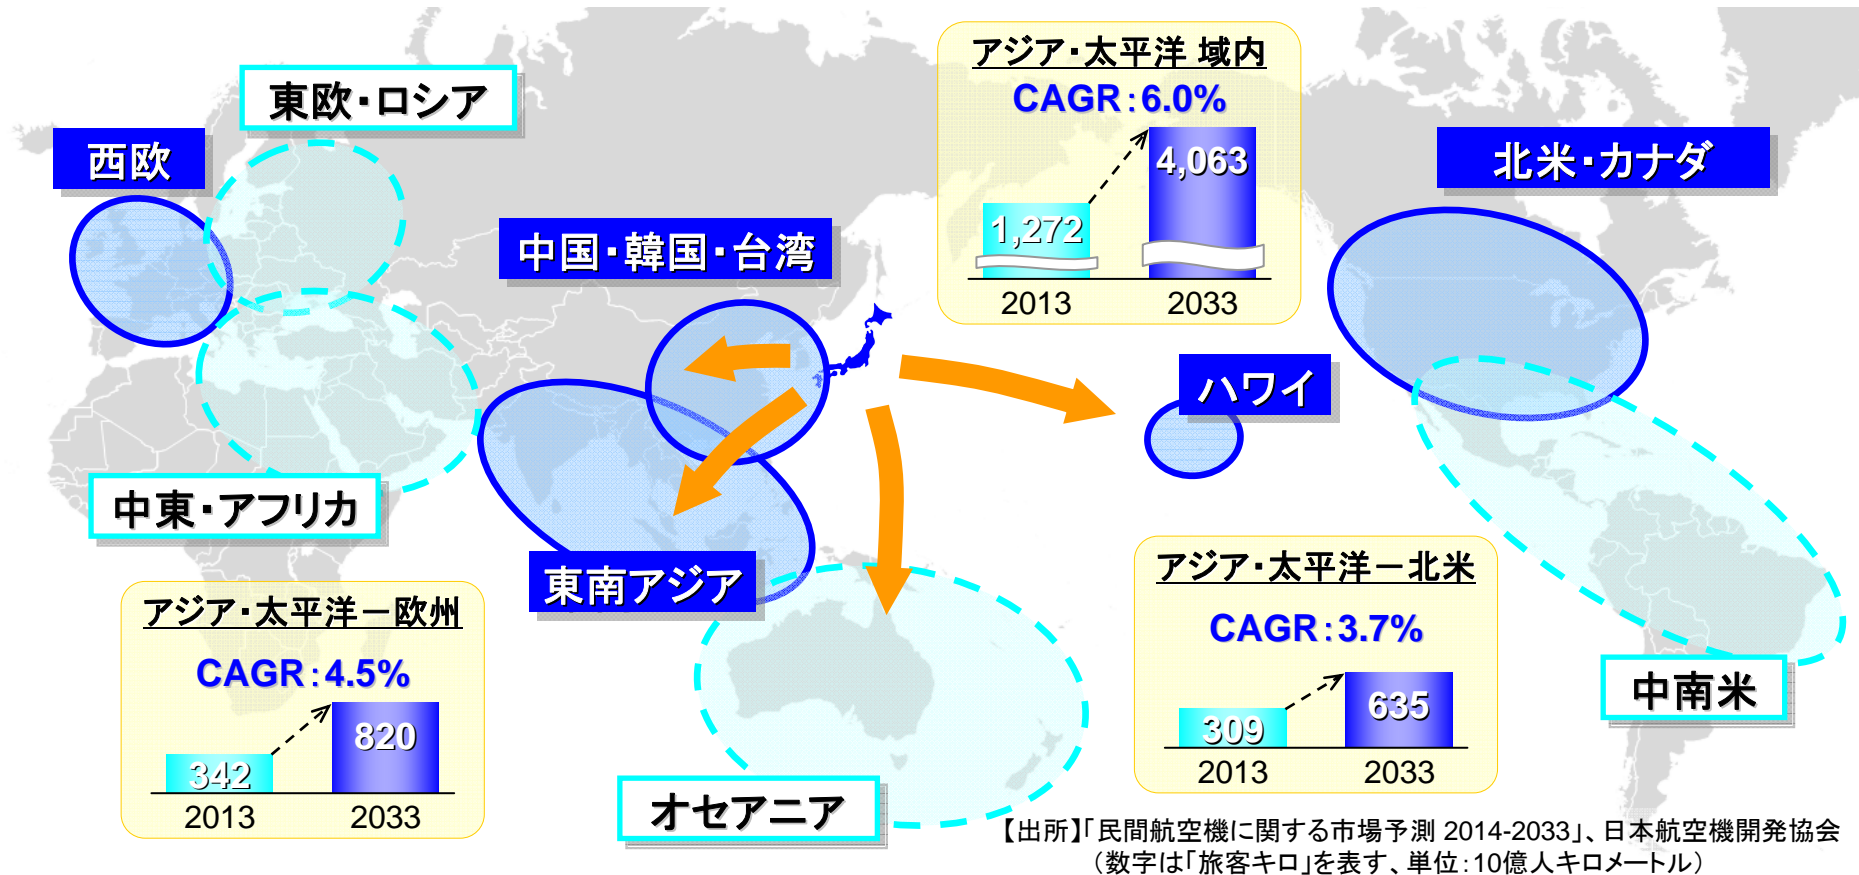 東欧・ロシア
西欧
中国・韓国・台湾
アジア・太平洋 域内
CAGR：6.0%
1,272
4,063
2013
2033
北米・カナダ
ハワイ
中東・アフリカ
東南アジア
アジア・太平洋－欧州
CAGR：4.5%
342
820
2013
2033
オセアニア
アジア・太平洋－北米
CAGR：3.7%
309
635
2013
2033
中南米
【出所】「民間航空機に関する市場予測 2014-2033」、日本航空機開発協会
（数字は「旅客キロ」を表す、単位：10億人キロメートル）